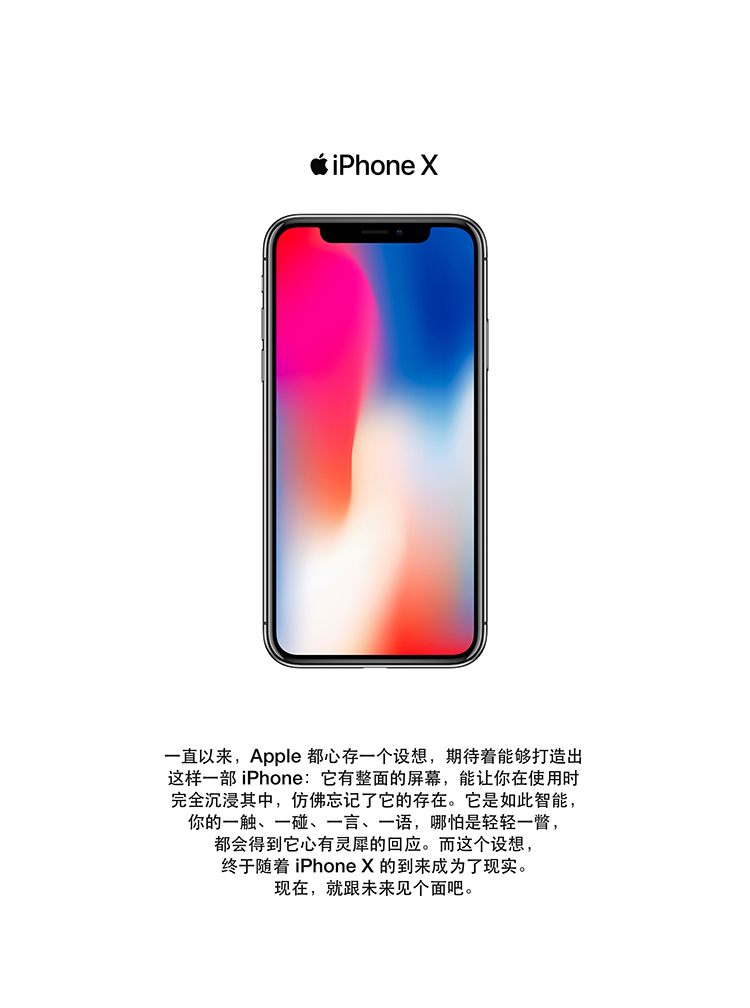 iPhone X
一直以来，Apple 都心存一个设想，期待着能够打造出
这样一部 iPhone：它有整面的屏幕，能让你在使用时
完全沉浸其中，仿佛忘记了它的存在。它是如此智能，
你的一触、一碰、一言、一语，哪怕是轻轻一瞥，
都会得到它心有灵犀的回应。而这个设想，
终于随着 iPhone X 的到来成为了现实。
现在，就跟未来见个面吧。